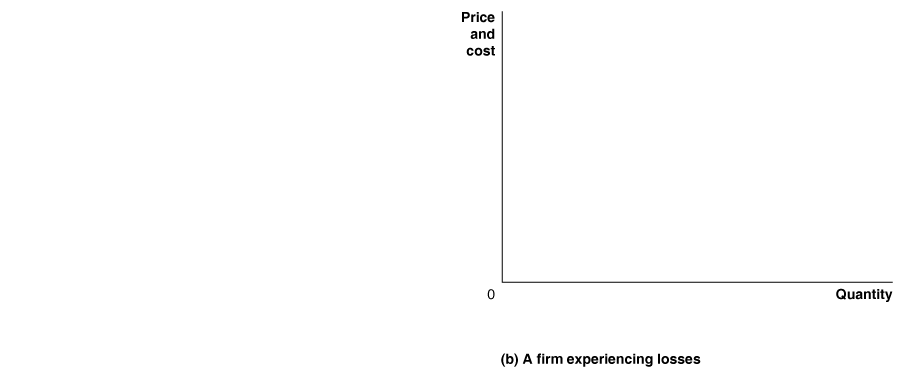 Price
and
cost
0
Quantity
(b) A firm experiencing losses